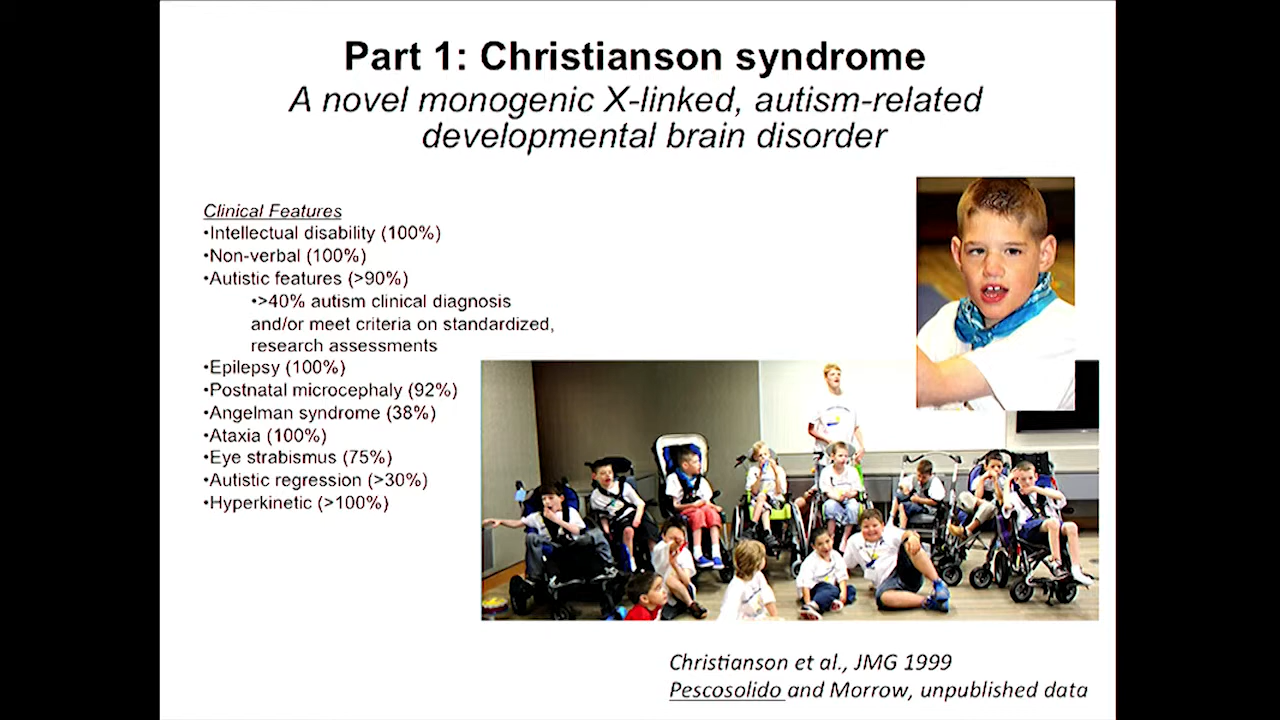 Part 1: Christianson syndrome
A novel monogenic X-linked, autism-related
developmental brain disorder
Clinical Features
•Intellectual disability (100%)
•Non-verbal (100%)
•Autistic features (>90%)
•>40% autism clinical diagnosis
and/or meet criteria on standardized,
research assessments
•Epilepsy (100%)
•Postnatal microcephaly (92%)
•Angelman syndrome (38%)
•Ataxia (100%)
•Eye strabismus (75%)
•Autistic regression (>30%)
•Hyperkinetic (>100%)
Christianson et al., JMG 1999
Pescosolido and Morrow, unpublished data